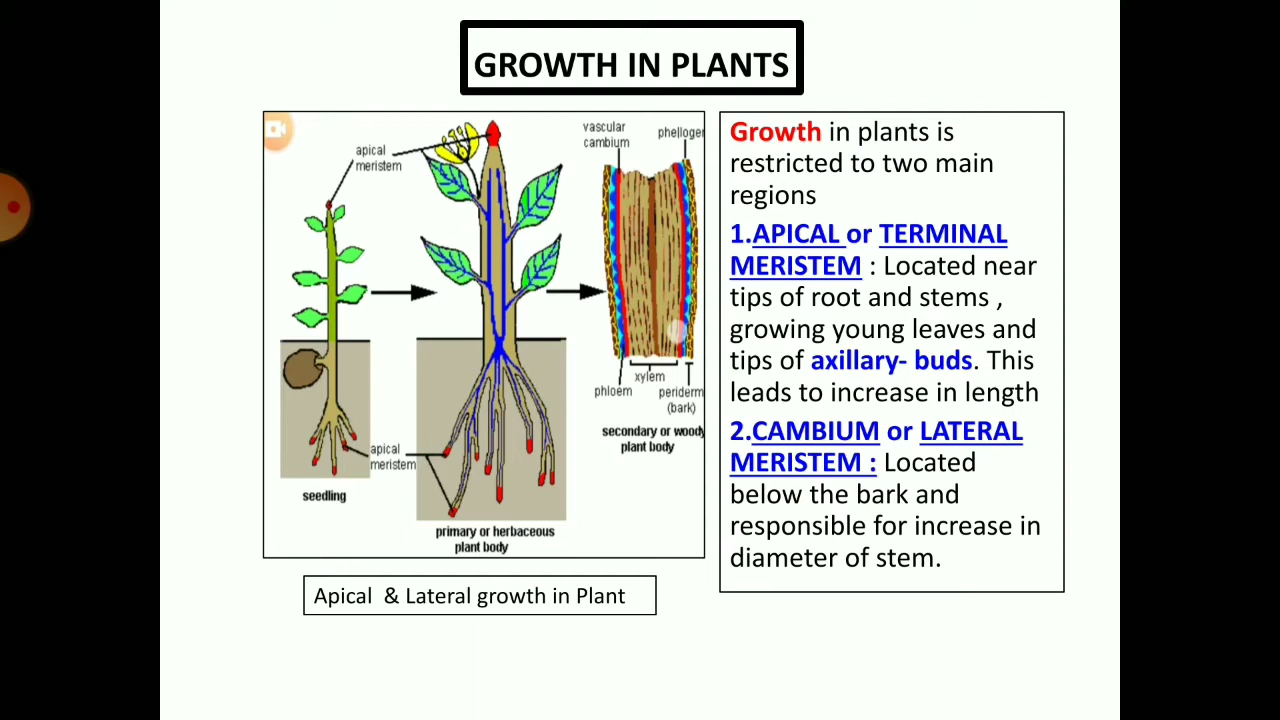 GROWTH IN PLANTS
apical
meristem
vascular
cambium
phellogen
phloem
xylem
periderm
(bark)
secondary or woody
plant body
apical
meristem
seedling
primary or herbaceous
plant body
Apical & Lateral growth in Plant
Growth in plants is
restricted to two main
regions
1.APICAL or TERMINAL
MERISTEM : Located near
tips of root and stems ,
growing young leaves and
tips of axillary- buds. This
leads to increase in length
2.CAMBIUM or LATERAL
MERISTEM : Located
below the bark and
responsible for increase in
diameter of stem.